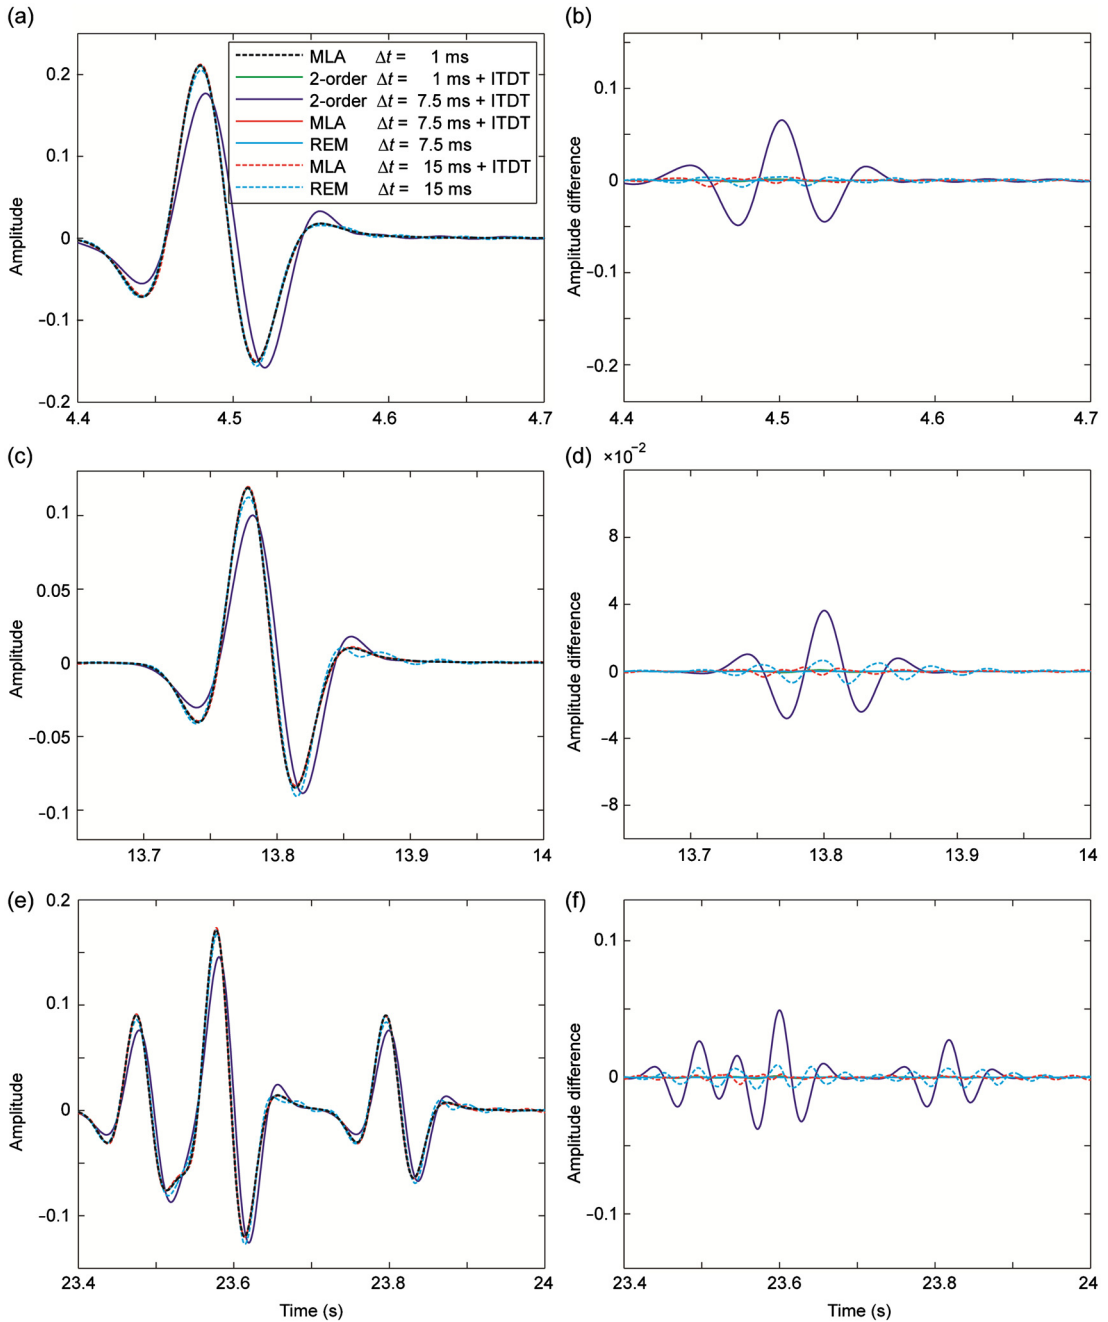 (a)
(b)
MLA Δt = 1 ms
2-order Δt = 1 ms + ITDT
2-order Δt = 7.5 ms + ITDT
MLA Δt = 7.5 ms + ITDT
REM Δt = 7.5 ms
MLA Δt = 15 ms + ITDT
REM Δt = 15 ms
0.2
0.1
0
−0.1
−0.2
Amplitude
4.4 4.5 4.6 4.7
0.1
0
−0.1
−0.2
Amplitude difference
4.4 4.5 4.6 4.7
(c)
(d) ×10−2
0.1
0.05
0
−0.05
−0.1
Amplitude
13.7 13.8 13.9 14
8
4
0
−4
−8
Amplitude difference
13.7 13.8 13.9 14
(e)
(f)
0.2
0.1
0
−0.1
Amplitude
23.4 23.6 23.8 24
Time (s)
0.1
0
−0.1
Amplitude difference
23.4 23.6 23.8 24
Time (s)